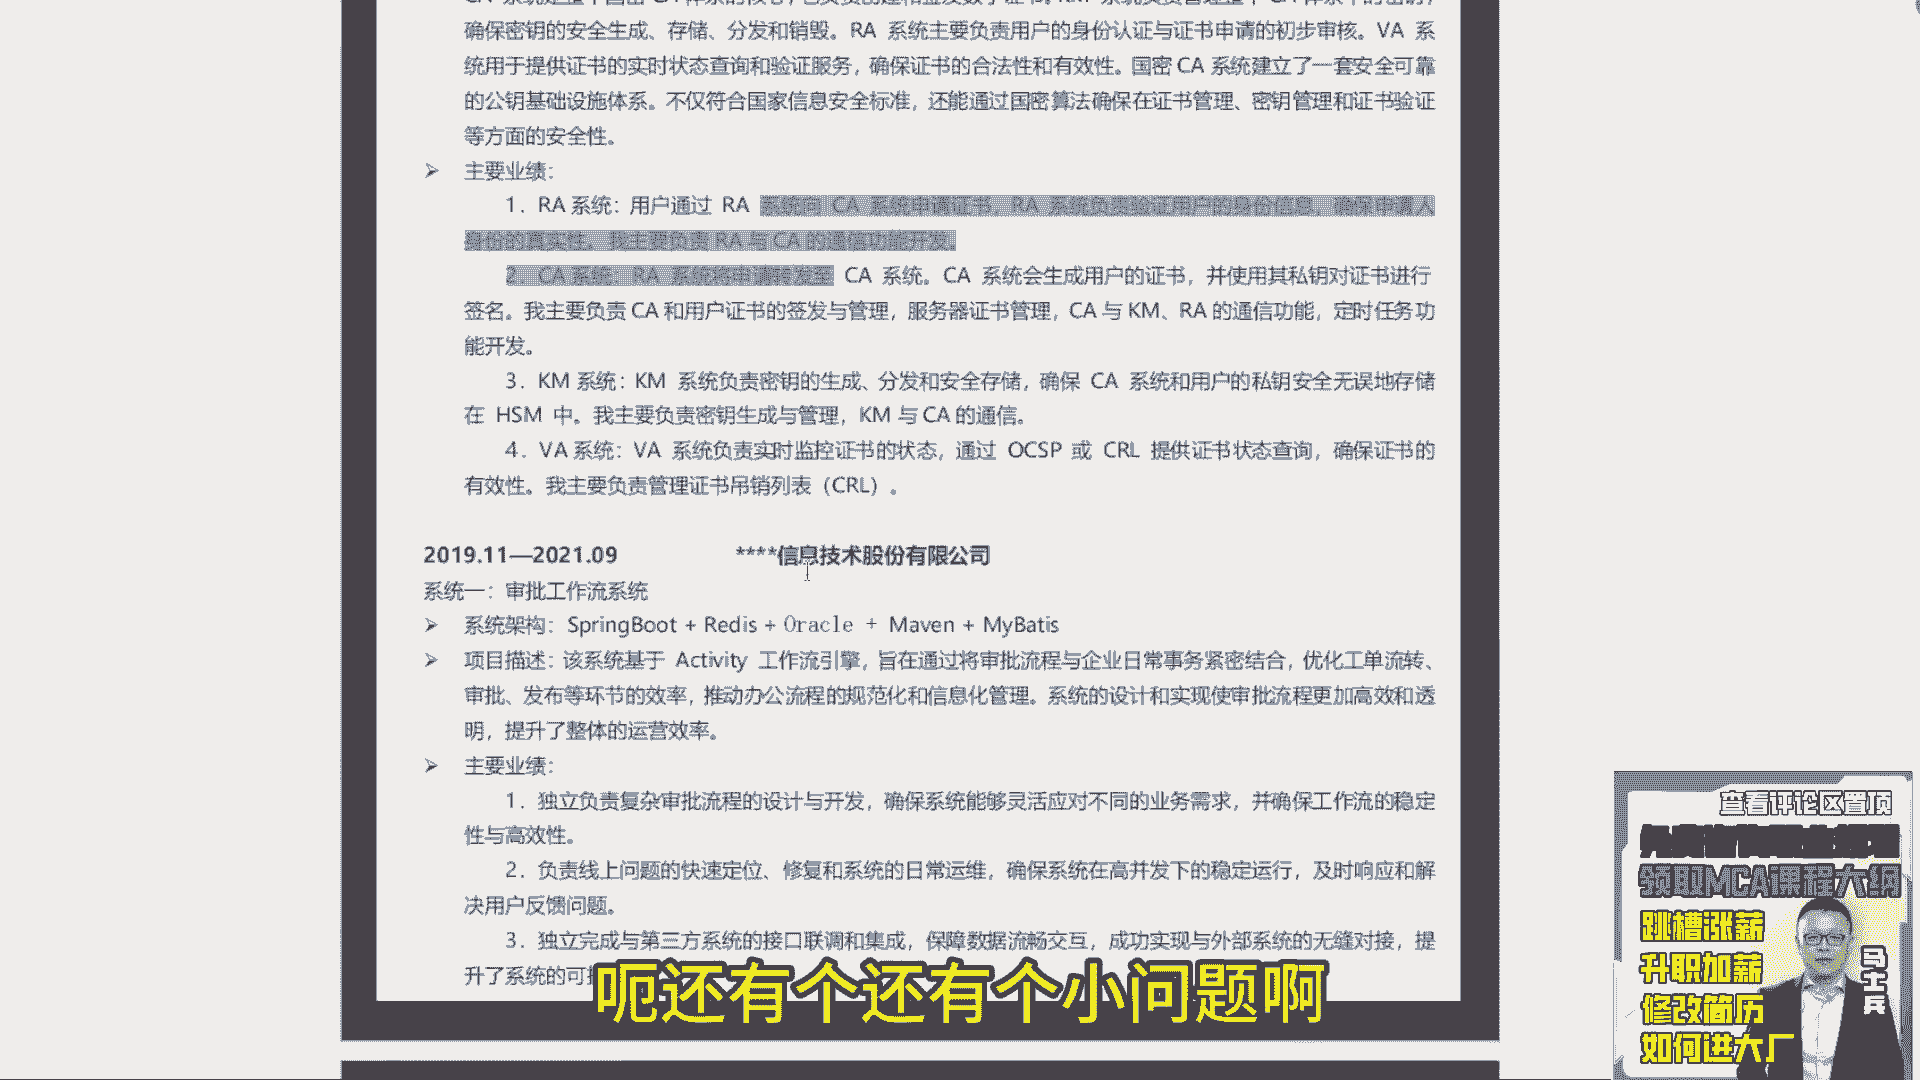 确保密钥的安全生成、存储、分发和销毁。RA 系统主要负责用户的身份认证与证书申请的初步审核。VA 系
统用于提供证书的实时状态查询和验证服务，确保证书的合法性和有效性。国密 CA 系统建立了一套安全可靠
的公钥基础设施体系。不仅符合国家信息安全标准，还能通过国密算法确保在证书管理、密钥管理和证书验证
等方面的安全性。
➢ 主要业绩：
1. RA 系统：用户通过 RA 系统向 CA 系统申请证书，RA 系统负责验证用户的身份信息，确保申请人
身份的真实性。我主要负责 RA 与 CA 的通信功能开发。
2. CA 系统：RA 系统将申请转发至 CA 系统。CA 系统会生成用户的证书，并使用其私钥对证书进行
签名。我主要负责 CA 和用户证书的签发与管理，服务器证书管理，CA 与 KM、RA 的通信功能，定时任务功
能开发。
3. KM 系统：KM 系统负责密钥的生成、分发和安全存储，确保 CA 系统和用户的私钥安全无误地存储
在 HSM 中。我主要负责密钥生成与管理，KM 与 CA 的通信。
4. VA 系统：VA 系统负责实时监控证书的状态，通过 OCSP 或 CRL 提供证书状态查询，确保证书的
有效性。我主要负责管理证书吊销列表（CRL）。
2019.11—2021.09 ****信息技术股份有限公司
系统一：审批工作流系统
➢ 系统架构：SpringBoot + Redis + Oracle + Maven + MyBatis
➢ 项目描述：该系统基于 Activity 工作流引擎，旨在通过将审批流程与企业日常事务紧密结合，优化工单流转、
审批、发布等环节的效率，推动办公流程的规范化和信息化管理。系统的设计和实现使审批流程更加高效和透
明，提升了整体的运营效率。
➢ 主要业绩：
1. 独立负责复杂审批流程的设计与开发，确保系统能够灵活应对不同的业务需求，并确保工作流的稳定
性与高效性。
2. 负责线上问题的快速定位、修复和系统的日常运维，确保系统在高并发下的稳定运行，及时响应和解
决用户反馈问题。
3. 独立完成与第三方系统的接口联调和集成，保障数据流畅交互，成功实现与外部系统的无缝对接，提
升了系统的可
呃还有个还有个小问题啊
查看评论区置顶
领取MCA课程大纲
跳槽涨薪
升职加薪
修改简历
如何进大厂
马士兵